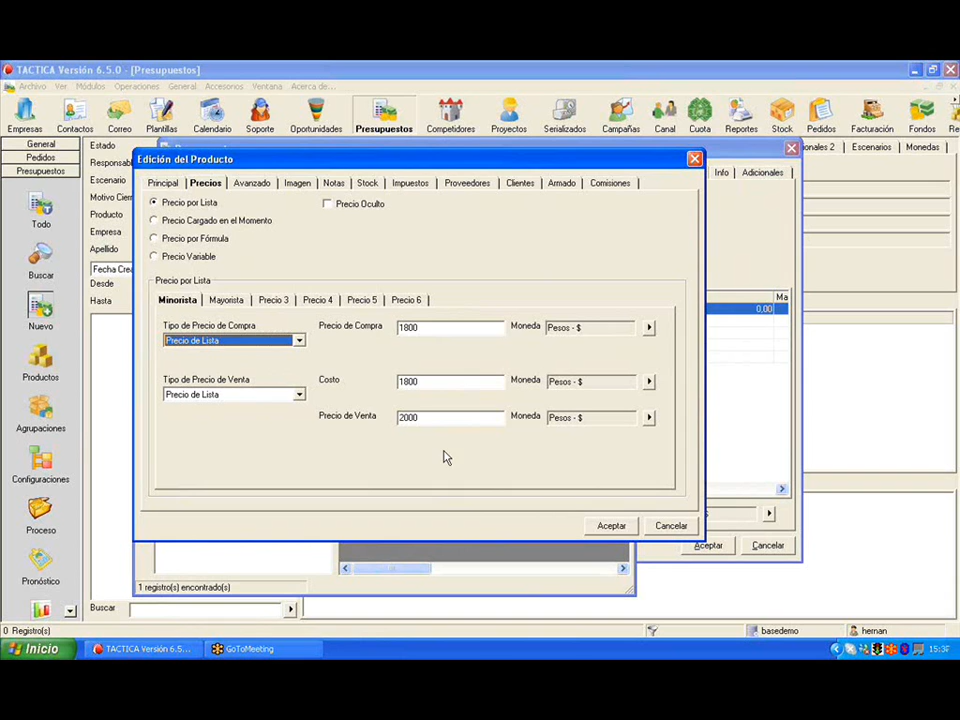 TACTICA Versión 6.5.0 - [Presupuestos]
Archivo Ver Módulos Operaciones General Accesorios Ventana Acerca de...
Empresas Contactos Correo Plantillas Calendario Soporte Oportunidades Presupuestos Competidores Proyectos Serializados Campañas Canal Cuota Reportes Stock Pedidos Facturación Fondos
General
Pedidos
Presupuestos
Todo
Buscar
Nuevo
Productos
Agrupaciones
Configuraciones
Proceso
Pronóstico
Estado
Escenario
Motivo Cierr
Producto
Empresa
Apellido
Fecha Crea
Desde
Hasta
Escenarios Monedas
Info Adicionales
Ma
0,00
Edición del Producto
Principal Precios Avanzado Imagen Notas Stock Impuestos Proveedores Clientes Armado Comisiones
Precio por Lista Precio Oculto
Precio Cargado en el Momento
Precio por Fórmula
Precio Variable
Precio por Lista
Minorista Mayorista Precio 3 Precio 4 Precio 5 Precio 6
Tipo de Precio de Compra Precio de Compra 1800 Moneda Pesos - $
Precio de Lista
Tipo de Precio de Venta Costo 1800 Moneda Pesos - $
Precio de Lista
Precio de Venta 2000 Moneda Pesos - $
Aceptar Cancelar
Aceptar Cancelar
1 registro(s) encontrado(s)
Buscar
0 Registro(s) basedemo hernan
Inicio TACTICA Versión 6.5... GoToMeeting